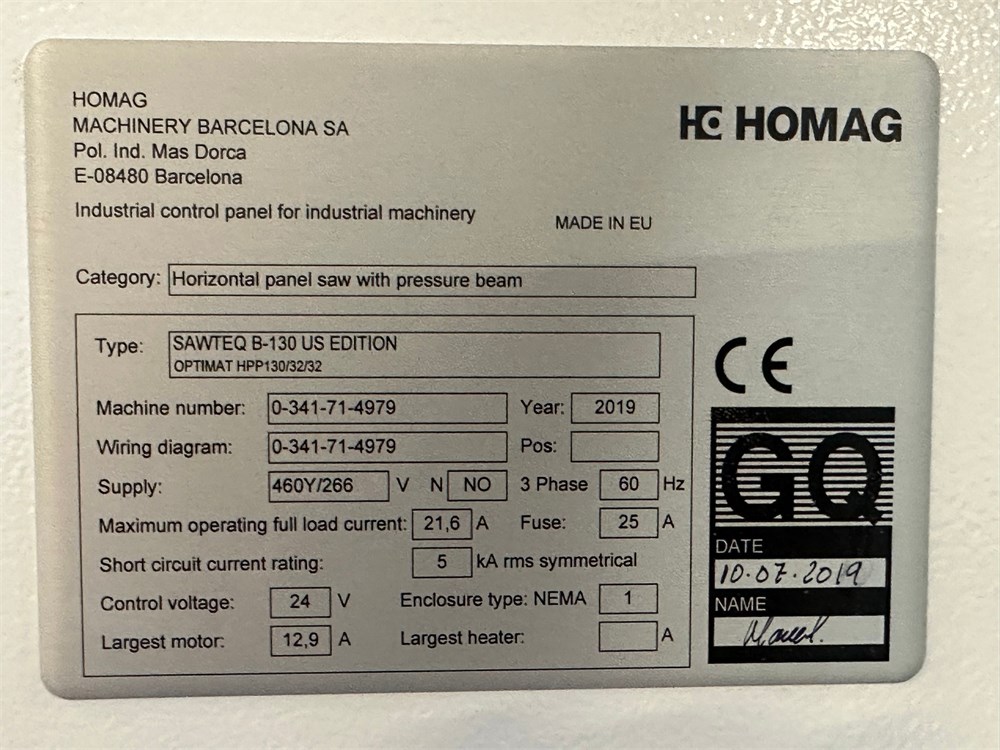 HOMAG
MACHINERY BARCELONA SA
Pol. Ind. Mas Dorca
E-08480 Barcelona
HOMAG
Industrial control panel for industrial machinery
MADE IN EU
Category: Horizontal panel saw with pressure beam
Type: SAWTEQ B-130 US EDITION
OPTIMAT HPP130/32/32
CE
Machine number: 0-341-71-4979 Year: 2019
Wiring diagram: 0-341-71-4979 Pos:
Supply: 460Y/266 V N NO 3 Phase 60 Hz
Maximum operating full load current: 21,6 A Fuse: 25 A
Short circuit current rating: 5 kA rms symmetrical
Control voltage: 24 V Enclosure type: NEMA 1
Largest motor: 12,9 A Largest heater: A
GQ
DATE
10.07.2019
NAME